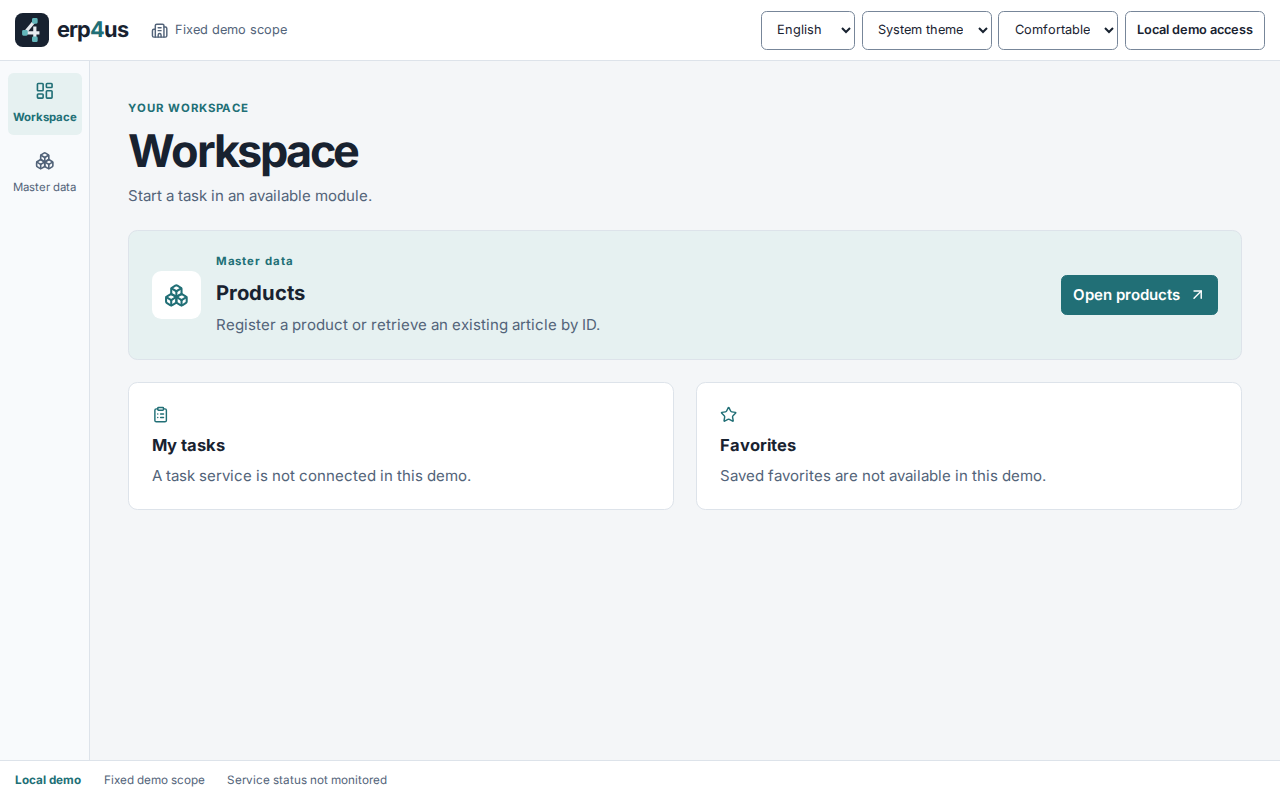 erp4us
Fixed demo scope
English
System theme
Comfortable
Local demo access
Workspace
Master data
YOUR WORKSPACE
Workspace
Start a task in an available module.
Master data
Products
Register a product or retrieve an existing article by ID.
Open products
My tasks
A task service is not connected in this demo.
Favorites
Saved favorites are not available in this demo.
Local demo
Fixed demo scope
Service status not monitored